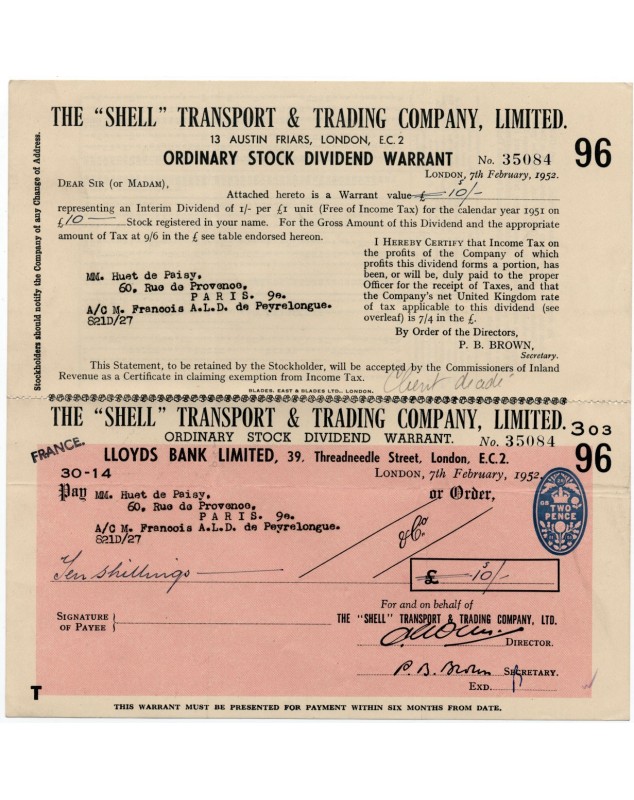 THE "SHELL" TRANSPORT & TRADING COMPANY, LIMITED.
13 AUSTIN FRIARS, LONDON, E.C. 2
ORDINARY STOCK DIVIDEND WARRANT No. 35084 96
LONDON, 7th February, 1952.
DEAR SIR (or MADAM),
Attached hereto is a Warrant value £ s 10/-
representing an Interim Dividend of 1/- per £1 unit (Free of Income Tax) for the calendar year 1951 on
£10 Stock registered in your name. For the Gross Amount of this Dividend and the appropriate
amount of Tax at 9/6 in the £ see table endorsed hereon.
I HEREBY CERTIFY that Income Tax on
the profits of the Company of which
profits this dividend forms a portion, has
been, or will be, duly paid to the proper
Officer for the receipt of Taxes, and that
the Company's net United Kingdom rate
of tax applicable to this dividend (see
overleaf) is 7/4 in the £.
MM. Huet de Paisy,
60, Rue de Provence,
PARIS. 9e.
A/C M. Francois A.L.D. de Peyrelongue.
821D/27
By Order of the Directors,
P. B. BROWN,
Secretary.
Stockholders should notify the Company of any Change of Address.
This Statement, to be retained by the Stockholder, will be accepted by the Commissioners of Inland
Revenue as a Certificate in claiming exemption from Income Tax.
Client
BLADES, EAST & BLADES LTD., LONDON.
THE "SHELL" TRANSPORT & TRADING COMPANY, LIMITED.
303
ORDINARY STOCK DIVIDEND WARRANT. No. 35084
96
FRANCE.
LLOYDS BANK LIMITED, 39, Threadneedle Street, London, E.C.2.
30-14
LONDON, 7th February, 1952.
Pay MM. Huet de Paisy, or Order,
60, Rue de Provence,
PARIS. 9e.
A/C M. Francois A.L.D. de Peyrelongue.
821D/27
& Co.
TWO
PENCE
Ten shillings
£ s 10/-
For and on behalf of
THE "SHELL" TRANSPORT & TRADING COMPANY, LTD.
SIGNATURE
OF PAYEE
DIRECTOR.
P. B. Brown SECRETARY.
EXD.
T
THIS WARRANT MUST BE PRESENTED FOR PAYMENT WITHIN SIX MONTHS FROM DATE.